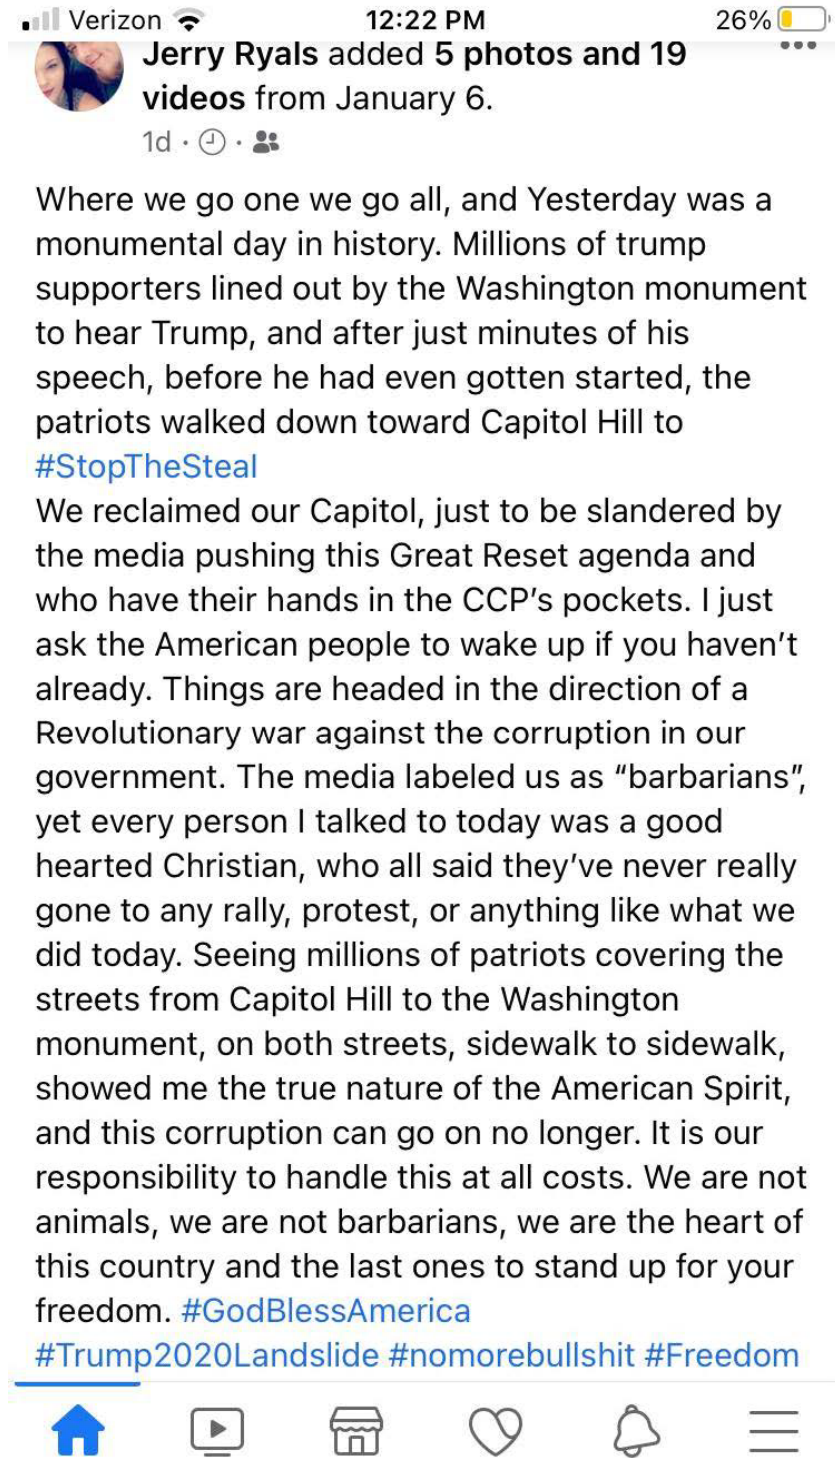 Verizon 12:22 PM 26%
Jerry Ryals added 5 photos and 19
videos from January 6.
1d
Where we go one we go all, and Yesterday was a
monumental day in history. Millions of trump
supporters lined out by the Washington monument
to hear Trump, and after just minutes of his
speech, before he had even gotten started, the
patriots walked down toward Capitol Hill to
#StopTheSteal
We reclaimed our Capitol, just to be slandered by
the media pushing this Great Reset agenda and
who have their hands in the CCP’s pockets. I just
ask the American people to wake up if you haven’t
already. Things are headed in the direction of a
Revolutionary war against the corruption in our
government. The media labeled us as “barbarians”,
yet every person I talked to today was a good
hearted Christian, who all said they’ve never really
gone to any rally, protest, or anything like what we
did today. Seeing millions of patriots covering the
streets from Capitol Hill to the Washington
monument, on both streets, sidewalk to sidewalk,
showed me the true nature of the American Spirit,
and this corruption can go on no longer. It is our
responsibility to handle this at all costs. We are not
animals, we are not barbarians, we are the heart of
this country and the last ones to stand up for your
freedom. #GodBlessAmerica
#Trump2020Landslide #nomorebullshit #Freedom